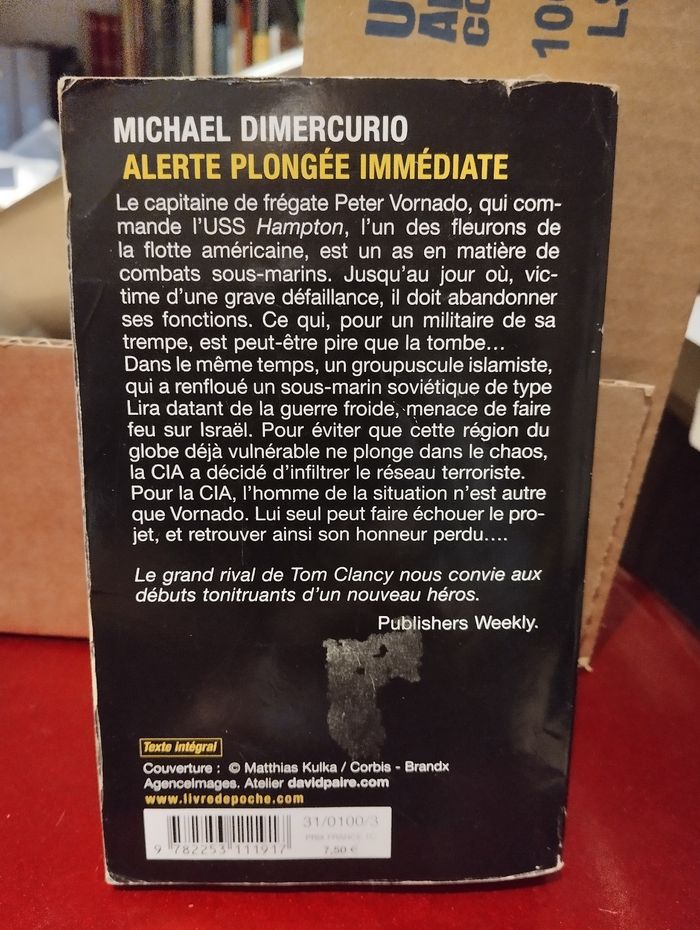 MICHAEL DIMERCURIO
ALERTE PLONGÉE IMMÉDIATE
Le capitaine de frégate Peter Vornado, qui com-
mande l'USS Hampton, l'un des fleurons de
la flotte américaine, est un as en matière de
combats sous-marins. Jusqu'au jour où, vic-
time d'une grave défaillance, il doit abandonner
ses fonctions. Ce qui, pour un militaire de sa
trempe, est peut-être pire que la tombe...
Dans le même temps, un groupuscule islamiste,
qui a renfloué un sous-marin soviétique de type
Lira datant de la guerre froide, menace de faire
feu sur Israël. Pour éviter que cette région du
globe déjà vulnérable ne plonge dans le chaos,
la CIA a décidé d'infiltrer le réseau terroriste.
Pour la CIA, l'homme de la situation n'est autre
que Vornado. Lui seul peut faire échouer le pro-
jet, et retrouver ainsi son honneur perdu....
Le grand rival de Tom Clancy nous convie aux
débuts tonitruants d'un nouveau héros.
Publishers Weekly.
Texte intégral
Couverture : © Matthias Kulka / Corbis - Brandx
AgenceImages. Atelier davidpaire.com
www.livredepoche.com
31/0100/3
PRIX FRANCE TC
7,50 €
9 782253 111917